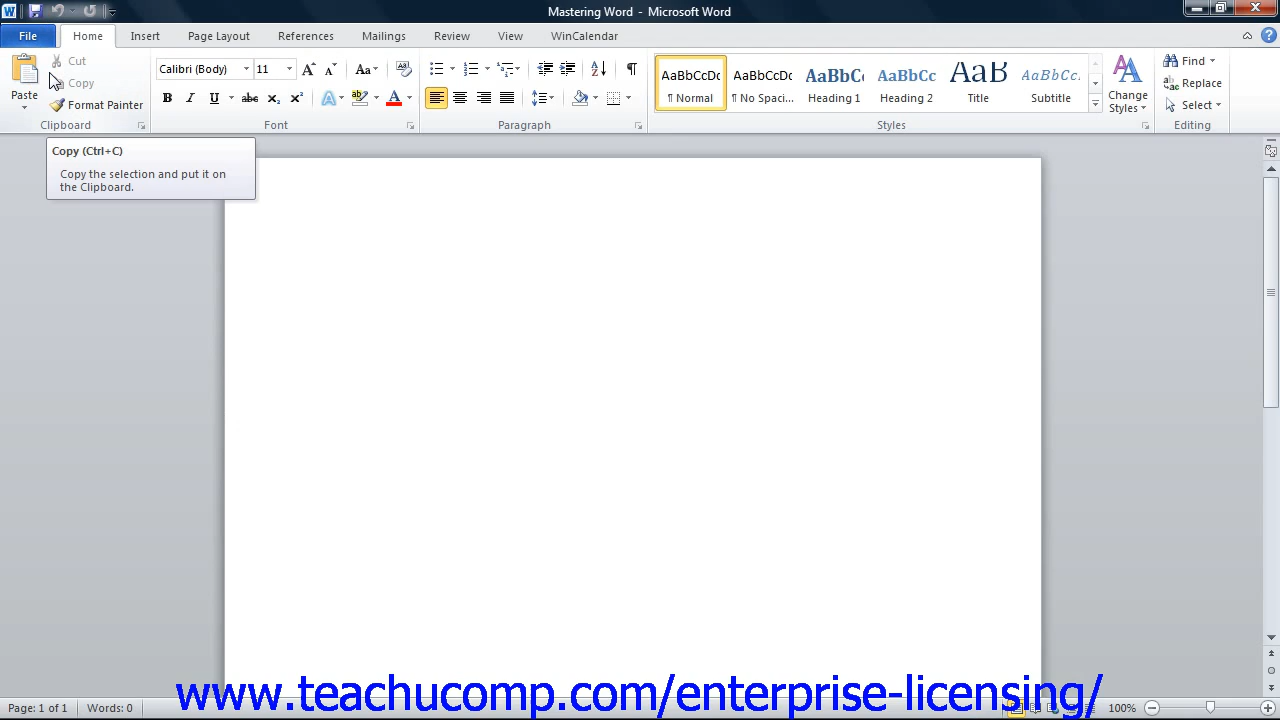 Mastering Word - Microsoft Word
File Home Insert Page Layout References Mailings Review View WinCalendar
Paste
Cut
Copy
Format Painter
Clipboard
Calibri (Body) 11
Font
Paragraph
AaBbCcDc AaBbCcDc AaBbCc AaBbCc AaB AaBbCc.
¶ Normal ¶ No Spaci... Heading 1 Heading 2 Title Subtitle
Change
Styles
Styles
Find
Replace
Select
Editing
Copy (Ctrl+C)
Copy the selection and put it on
the Clipboard.
www.teachucomp.com/enterprise-licensing/
Page: 1 of 1 Words: 0 100%